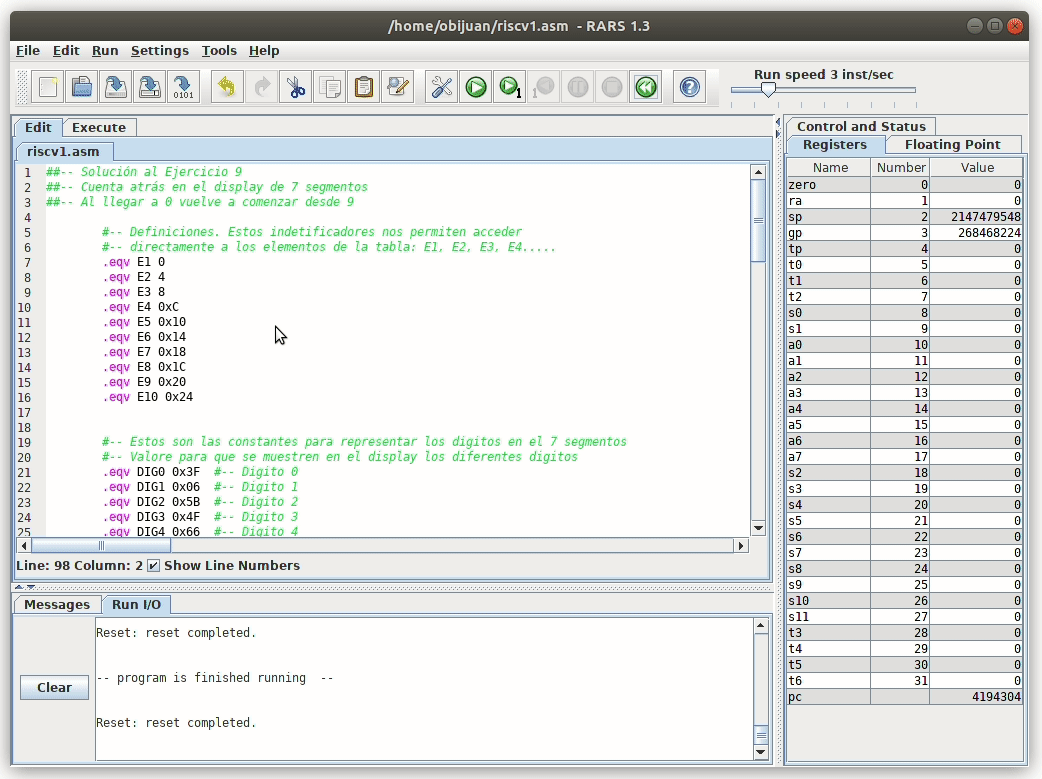 /home/obijuan/riscv1.asm - RARS 1.3
File Edit Run Settings Tools Help
0101
1
1
Run speed 3 inst/sec
Edit Execute
riscv1.asm
1 ##-- Solución al Ejercicio 9
2 ##-- Cuenta atrás en el display de 7 segmentos
3 ##-- Al llegar a 0 vuelve a comenzar desde 9
4
5 #-- Definiciones. Estos indetificadores nos permiten acceder
6 #-- directamente a los elementos de la tabla: E1, E2, E3, E4.....
7 .eqv E1 0
8 .eqv E2 4
9 .eqv E3 8
10 .eqv E4 0xC
11 .eqv E5 0x10
12 .eqv E6 0x14
13 .eqv E7 0x18
14 .eqv E8 0x1C
15 .eqv E9 0x20
16 .eqv E10 0x24
17
18
19 #-- Estos son las constantes para representar los digitos en el 7 segmentos
20 #-- Valore para que se muestren en el display los diferentes digitos
21 .eqv DIG0 0x3F #-- Digito 0
22 .eqv DIG1 0x06 #-- Digito 1
23 .eqv DIG2 0x5B #-- Digito 2
24 .eqv DIG3 0x4F #-- Digito 3
25 .eqv DIG4 0x66 #-- Digito 4
Line: 98 Column: 2 Show Line Numbers
Messages Run I/O
Clear
Reset: reset completed.
-- program is finished running --
Reset: reset completed.
Control and Status
Registers Floating Point
Name Number Value
zero 0 0
ra 1 0
sp 2 2147479548
gp 3 268468224
tp 4 0
t0 5 0
t1 6 0
t2 7 0
s0 8 0
s1 9 0
a0 10 0
a1 11 0
a2 12 0
a3 13 0
a4 14 0
a5 15 0
a6 16 0
a7 17 0
s2 18 0
s3 19 0
s4 20 0
s5 21 0
s6 22 0
s7 23 0
s8 24 0
s9 25 0
s10 26 0
s11 27 0
t3 28 0
t4 29 0
t5 30 0
t6 31 0
pc 4194304